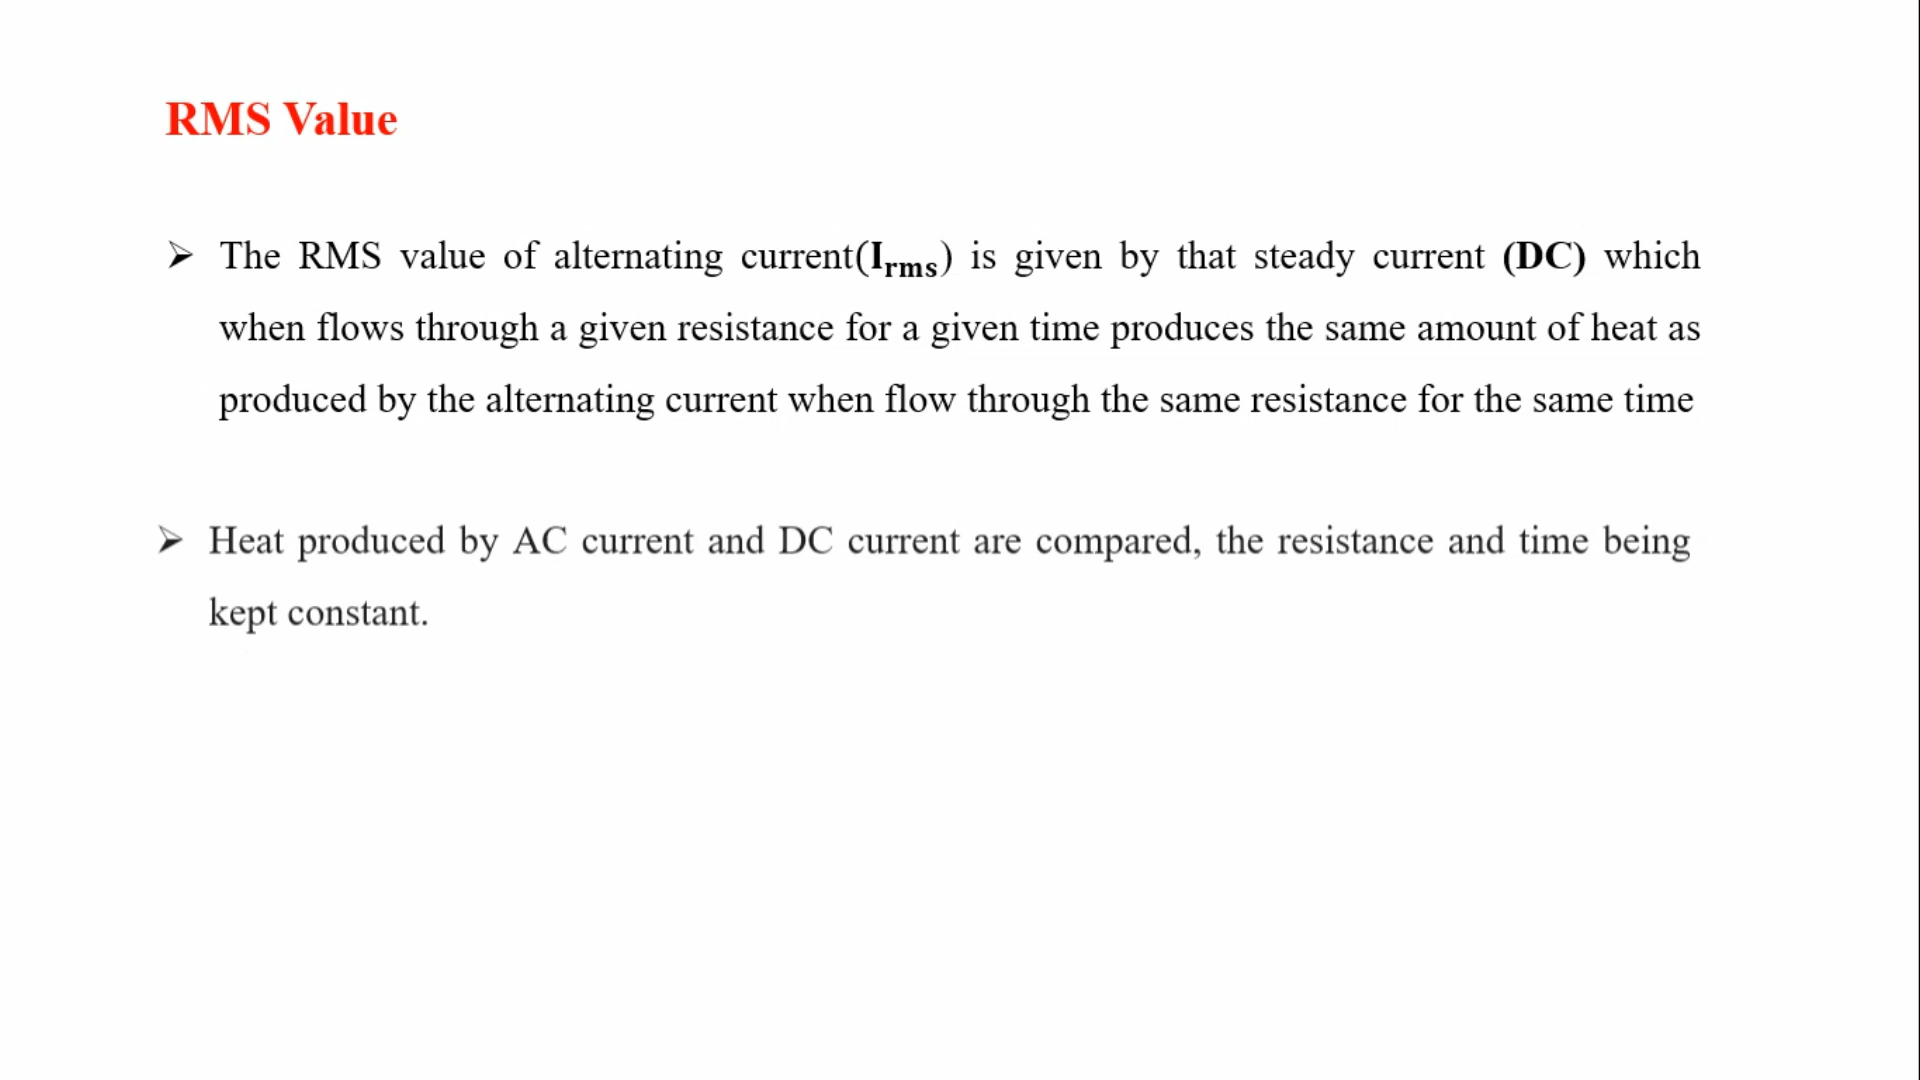 RMS Value
➢ The RMS value of alternating current(Irms) is given by that steady current (DC) which
when flows through a given resistance for a given time produces the same amount of heat as
produced by the alternating current when flow through the same resistance for the same time
➢ Heat produced by AC current and DC current are compared, the resistance and time being
kept constant.